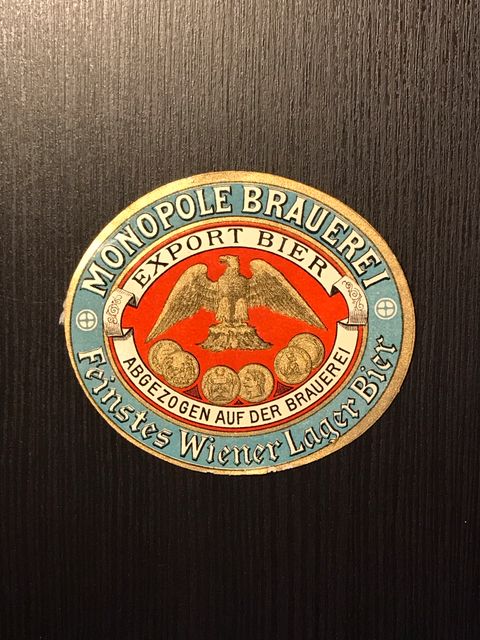 MONOPOLE BRAUEREI
EXPORT BIER
ABGEZOGEN AUF DER BRAUEREI
Feinstes Wiener Lager Bier